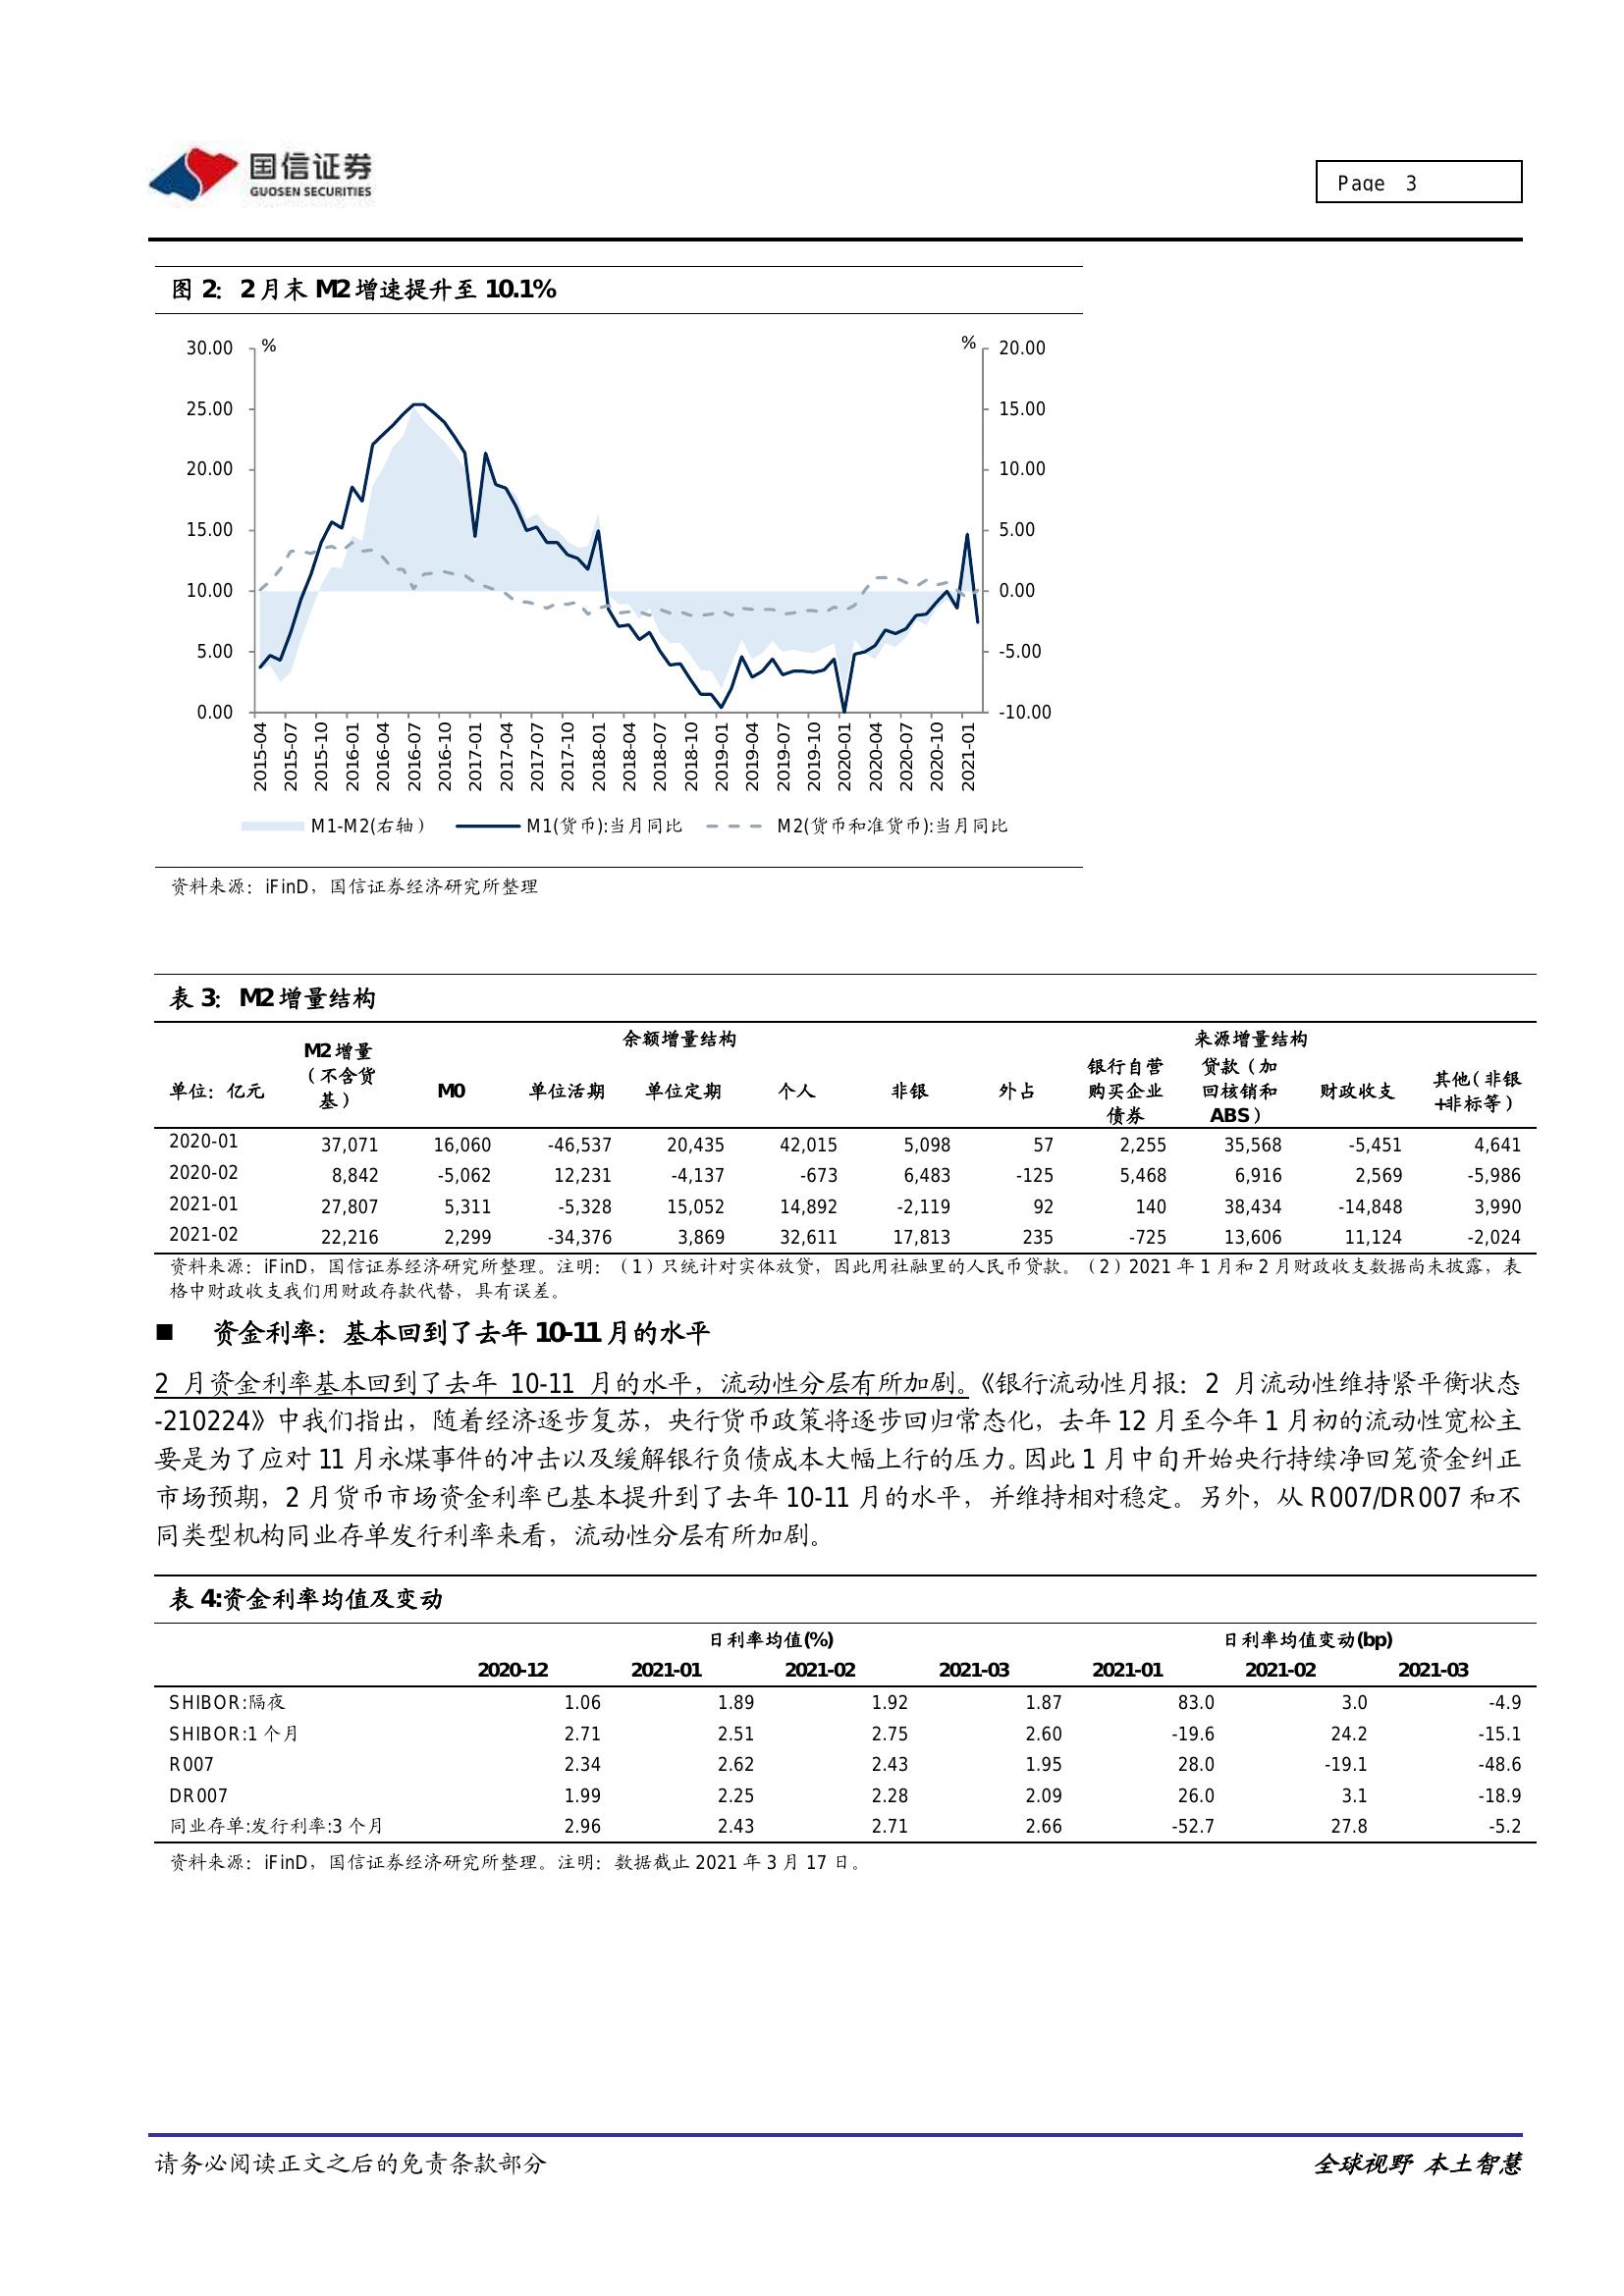 国信证券
GUOSEN SECURITIES
Page 3
图 2：2 月末 M2 增速提升至 10.1%
% %
30.00 20.00
25.00 15.00
20.00 10.00
15.00 5.00
10.00 0.00
5.00 -5.00
0.00 -10.00
2015-04 2015-07 2015-10 2016-01 2016-04 2016-07 2016-10 2017-01 2017-04 2017-07 2017-10 2018-01 2018-04 2018-07 2018-10 2019-01 2019-04 2019-07 2019-10 2020-01 2020-04 2020-07 2020-10 2021-01
M1-M2(右轴） M1(货币):当月同比 M2(货币和准货币):当月同比
资料来源：iFinD，国信证券经济研究所整理
表 3：M2 增量结构
余额增量结构 来源增量结构
单位：亿元 M2 增量（不含货基） M0 单位活期 单位定期 个人 非银 外占 银行自营购买企业债券 贷款（加回核销和 ABS） 财政收支 其他（非银+非标等）
2020-01 37,071 16,060 -46,537 20,435 42,015 5,098 57 2,255 35,568 -5,451 4,641
2020-02 8,842 -5,062 12,231 -4,137 -673 6,483 -125 5,468 6,916 2,569 -5,986
2021-01 27,807 5,311 -5,328 15,052 14,892 -2,119 92 140 38,434 -14,848 3,990
2021-02 22,216 2,299 -34,376 3,869 32,611 17,813 235 -725 13,606 11,124 -2,024
资料来源：iFinD，国信证券经济研究所整理。注明：（1）只统计对实体放贷，因此用社融里的人民币贷款。（2）2021 年 1 月和 2 月财政收支数据尚未披露，表
格中财政收支我们用财政存款代替，具有误差。
■ 资金利率：基本回到了去年 10-11 月的水平
2 月资金利率基本回到了去年 10-11 月的水平，流动性分层有所加剧。《银行流动性月报：2 月流动性维持紧平衡状态
-210224》中我们指出，随着经济逐步复苏，央行货币政策将逐步回归常态化，去年 12 月至今年 1 月初的流动性宽松主
要是为了应对 11 月永煤事件的冲击以及缓解银行负债成本大幅上行的压力。因此 1 月中旬开始央行持续净回笼资金纠正
市场预期，2 月货币市场资金利率已基本提升到了去年 10-11 月的水平，并维持相对稳定。另外，从 R007/DR007 和不
同类型机构同业存单发行利率来看，流动性分层有所加剧。
表 4:资金利率均值及变动
日利率均值(%) 日利率均值变动(bp)
2020-12 2021-01 2021-02 2021-03 2021-01 2021-02 2021-03
SHIBOR:隔夜 1.06 1.89 1.92 1.87 83.0 3.0 -4.9
SHIBOR:1 个月 2.71 2.51 2.75 2.60 -19.6 24.2 -15.1
R007 2.34 2.62 2.43 1.95 28.0 -19.1 -48.6
DR007 1.99 2.25 2.28 2.09 26.0 3.1 -18.9
同业存单:发行利率:3 个月 2.96 2.43 2.71 2.66 -52.7 27.8 -5.2
资料来源：iFinD，国信证券经济研究所整理。注明：数据截止 2021 年 3 月 17 日。
请务必阅读正文之后的免责条款部分 全球视野 本土智慧